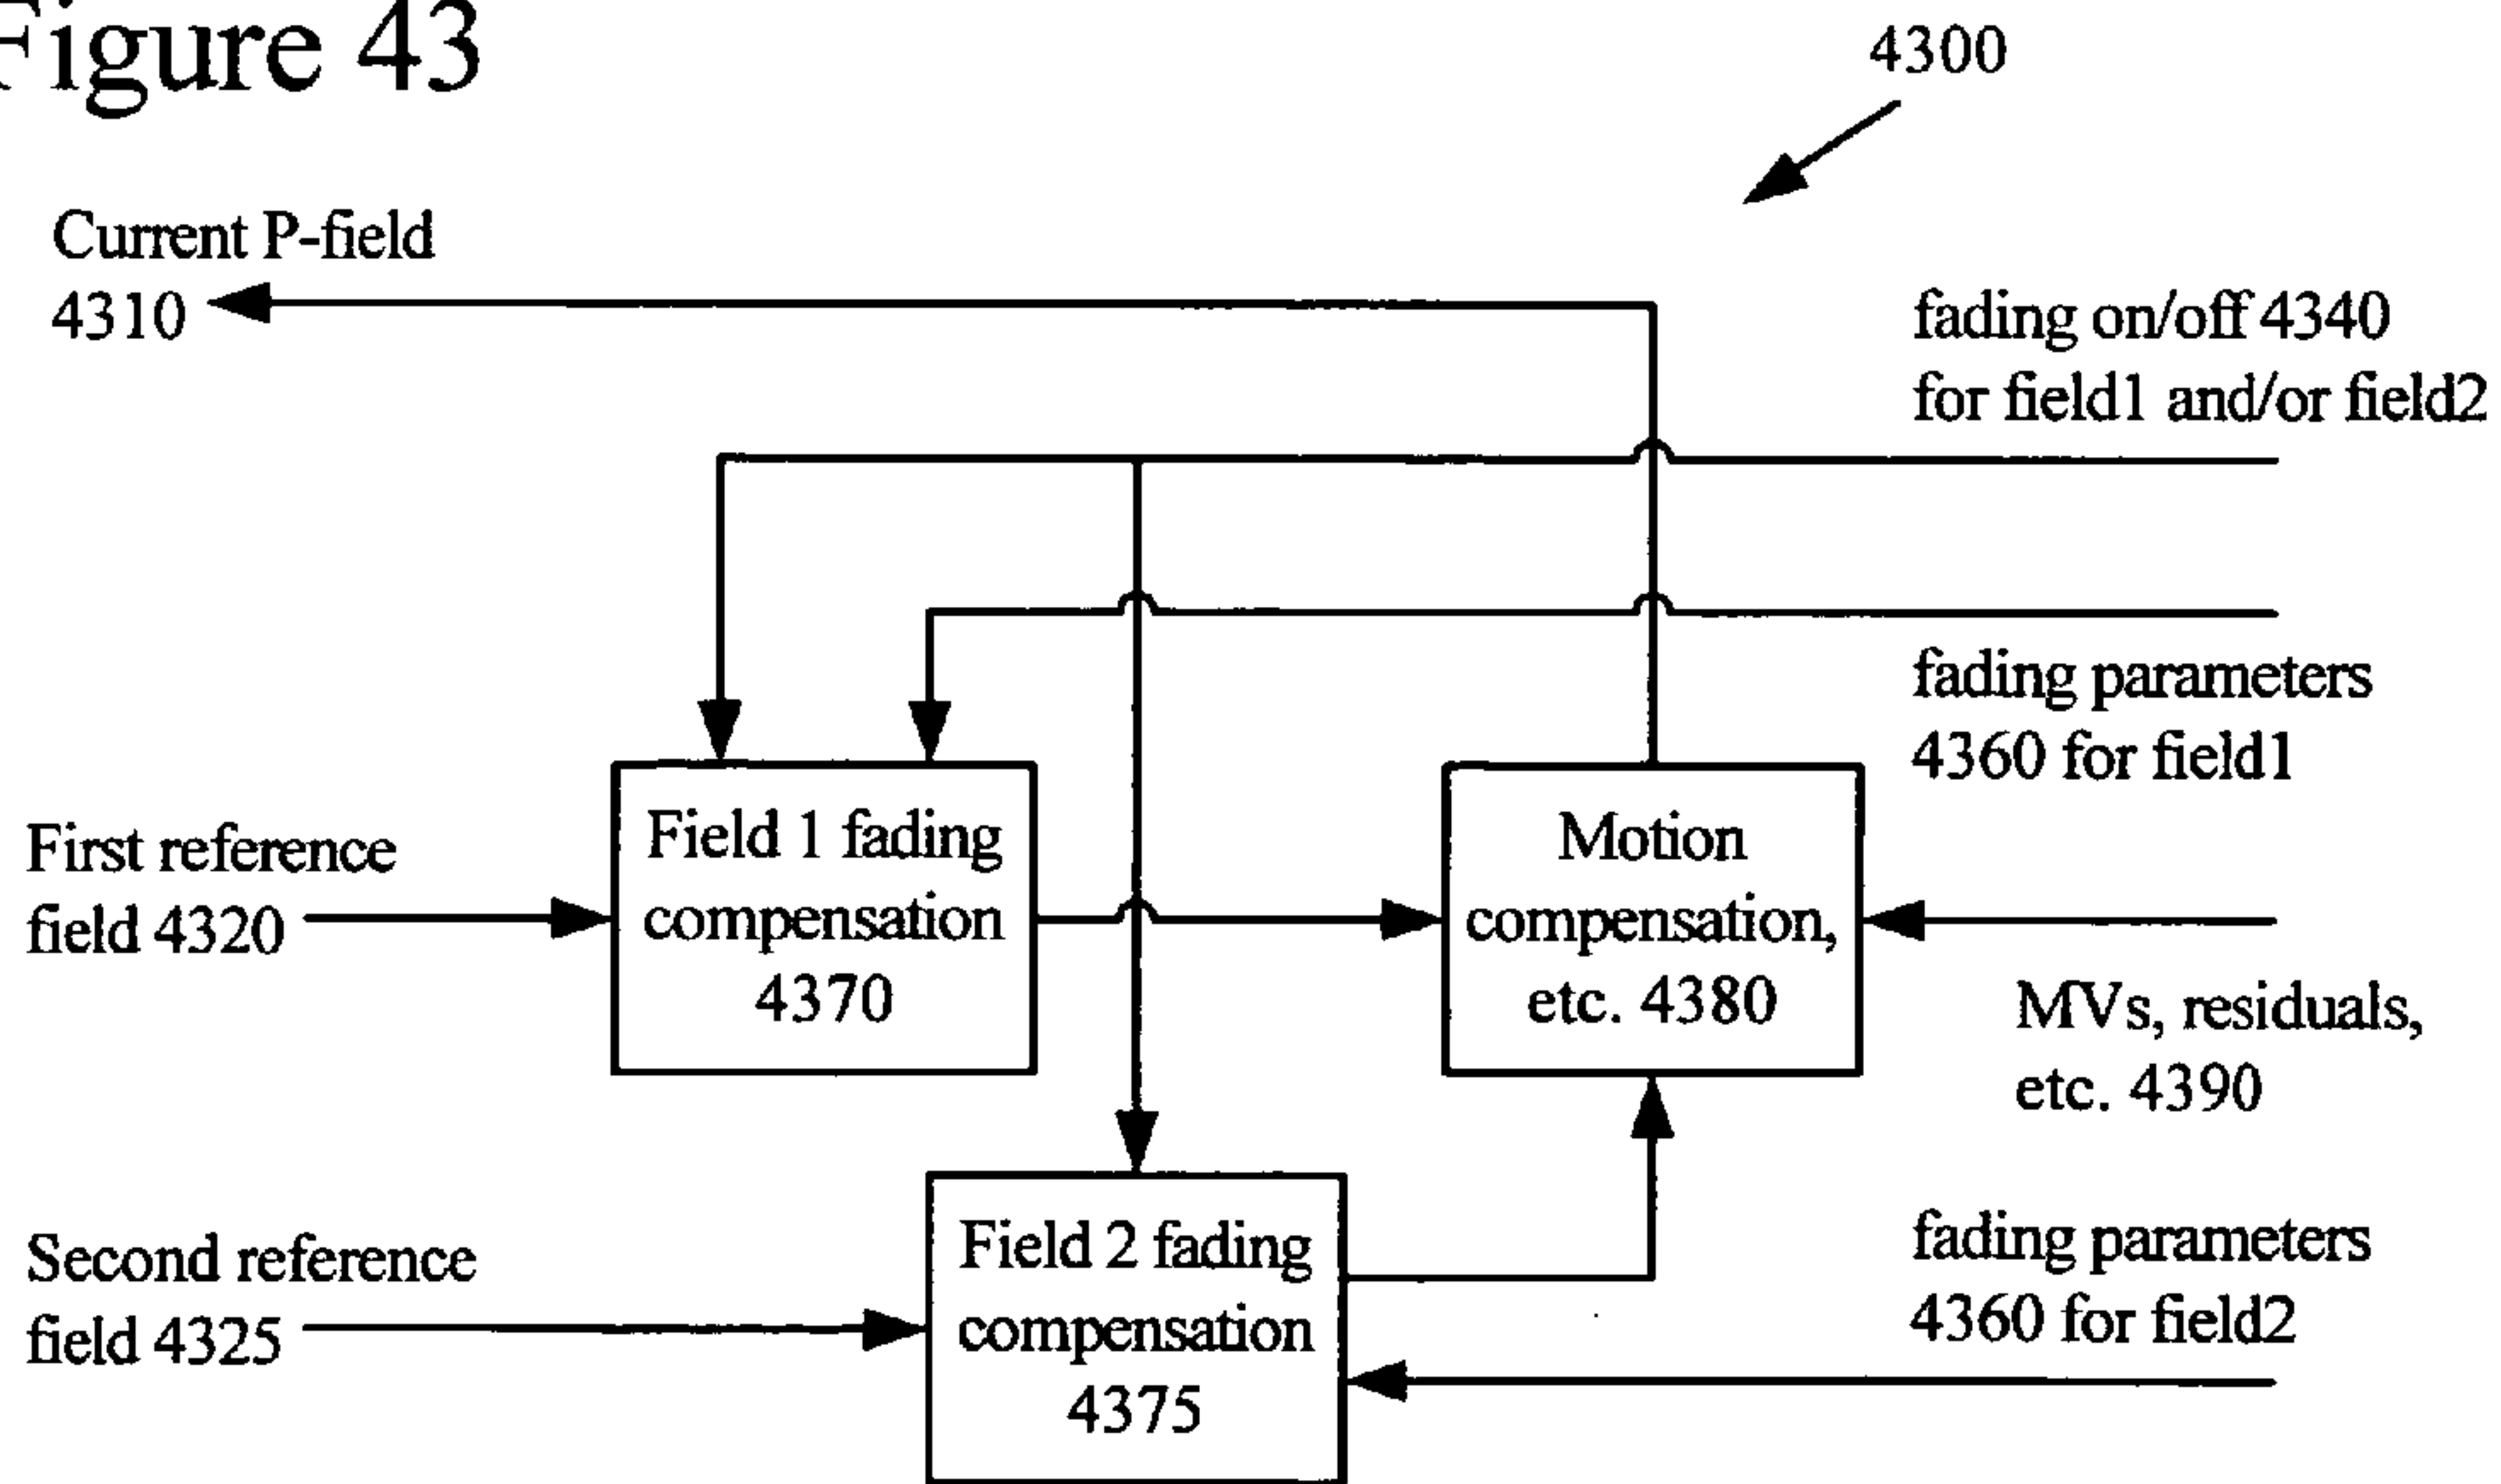 Figure 43
4300
Current P-field
4310
fading on/off 4340
for field1 and/or field2
fading parameters
4360 for field1
First reference
field 4320
Field 1 fading
compensation
4370
Motion
compensation,
etc. 4380
MVs, residuals,
etc. 4390
Second reference
field 4325
Field 2 fading
compensation
4375
fading parameters
4360 for field2